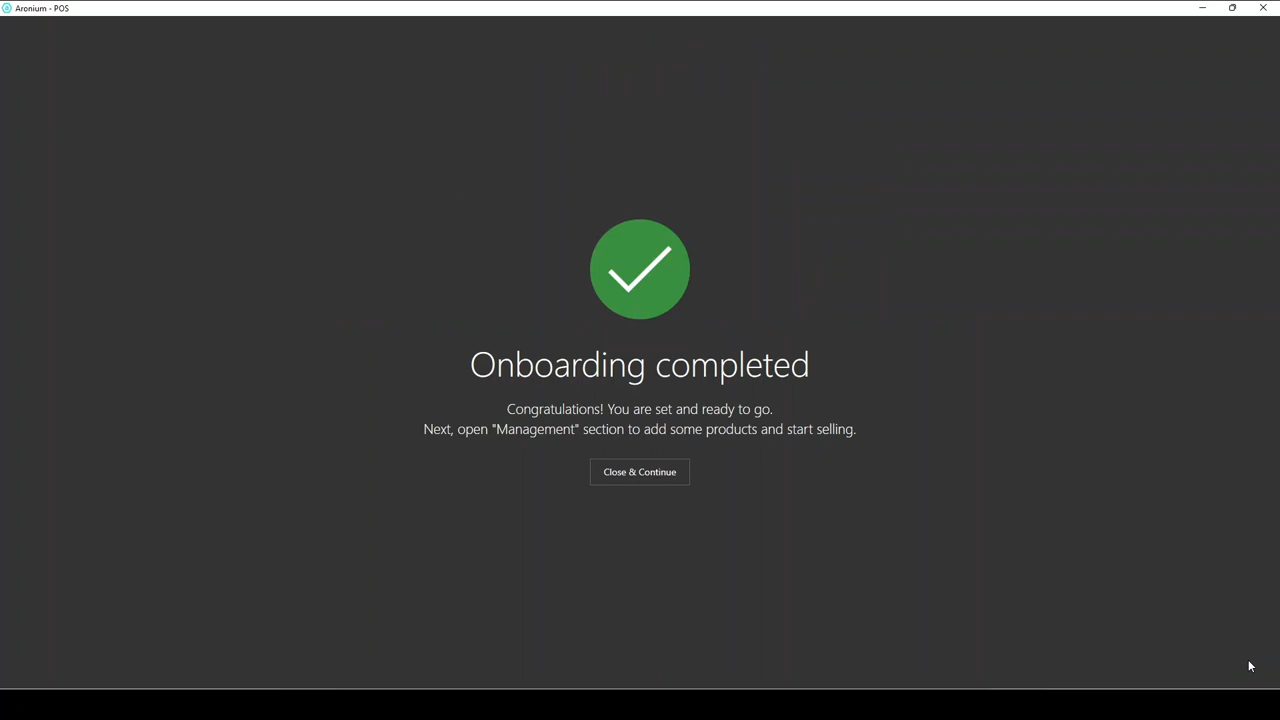 Aronium - POS
Onboarding completed
Congratulations! You are set and ready to go.
Next, open "Management" section to add some products and start selling.
Close & Continue